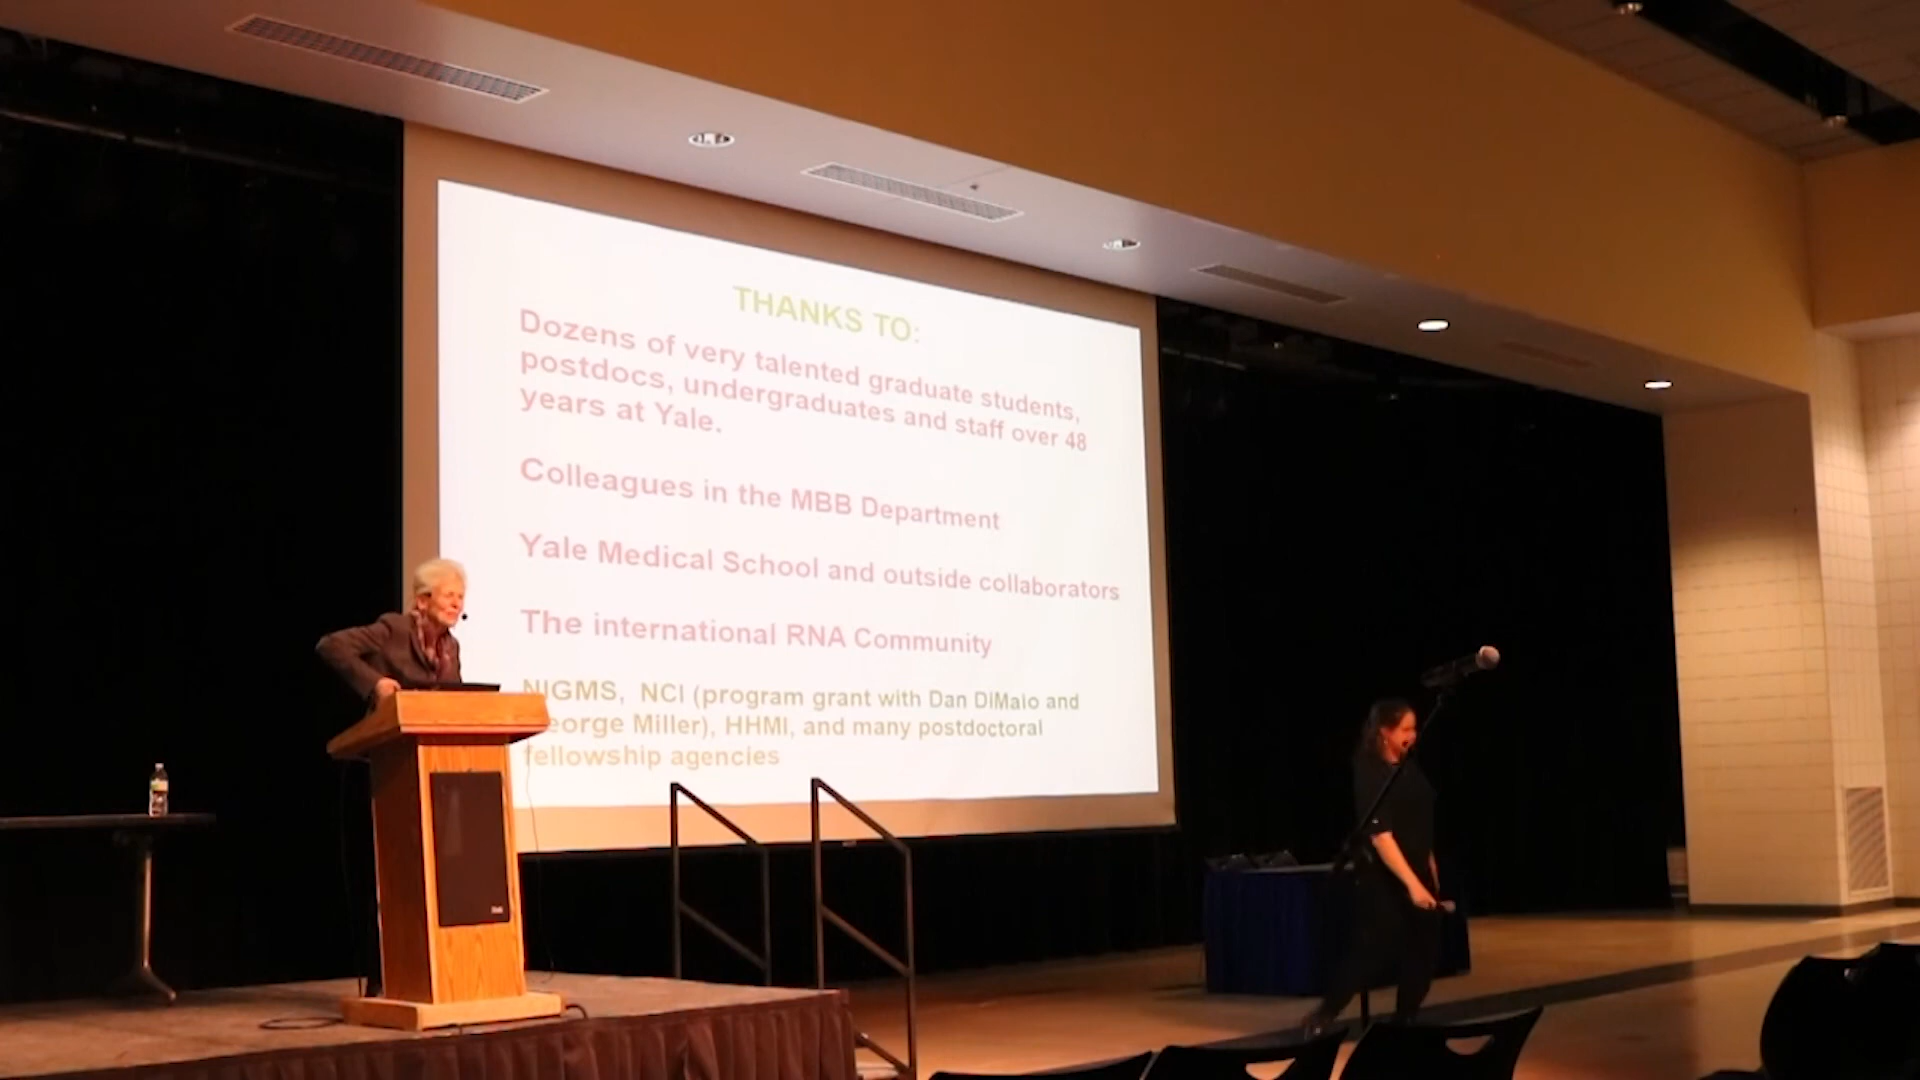 THANKS TO:
Dozens of very talented graduate students,
postdocs, undergraduates and staff over 48
years at Yale.
Colleagues in the MBB Department
Yale Medical School and outside collaborators
The international RNA Community
NIGMS, NCI (program grant with Dan DiMaio and
eorge Miller), HHMI, and many postdoctoral
fellowship agencies